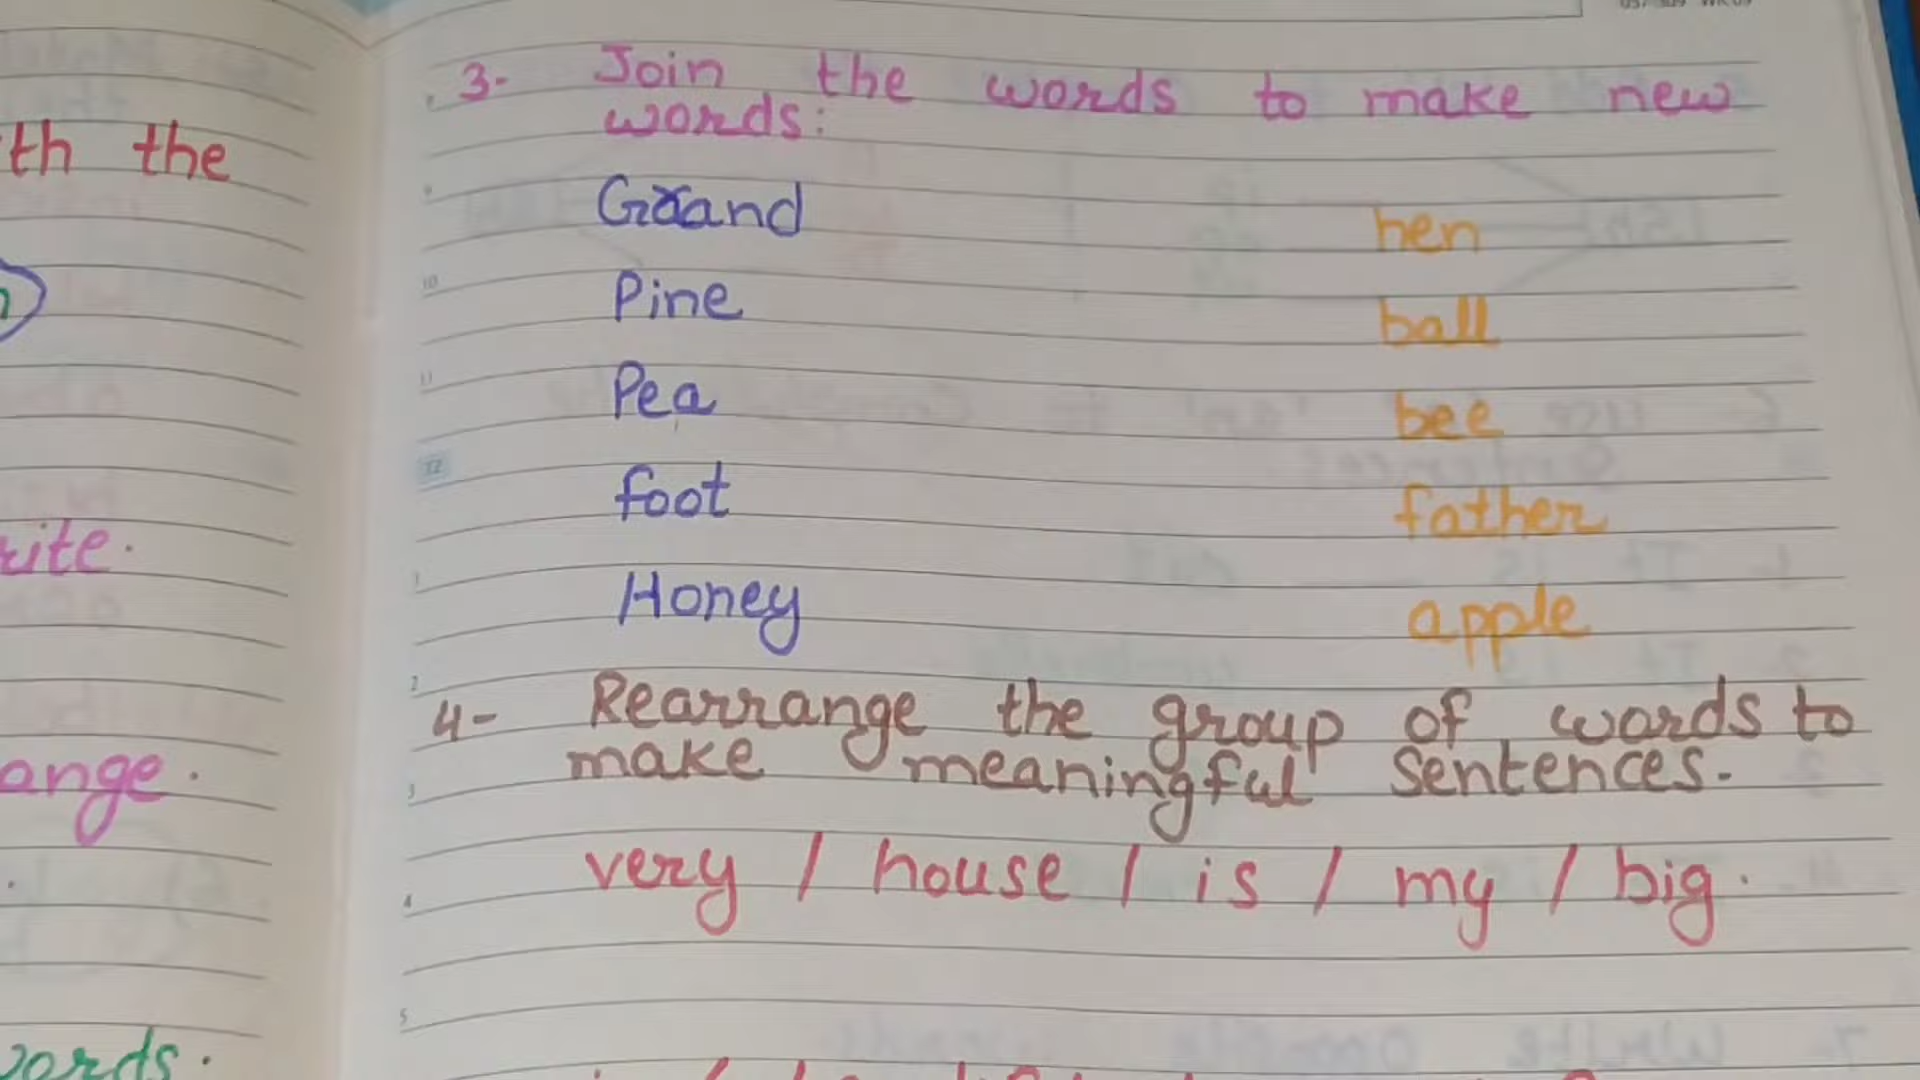 th the
rite.
ange.
words.
3- Join the words to make new
words:
Grand hen
Pine ball
Pea bee
foot father
Honey apple
4- Rearrange the group of words to
make meaningful sentences.
very / house / is / my / big.